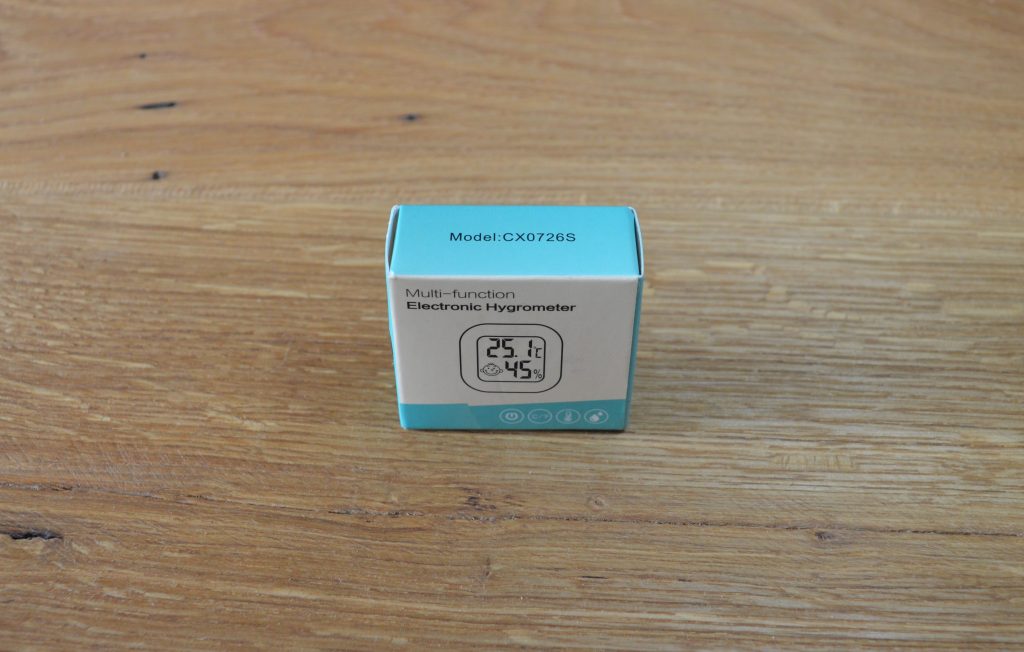 Model:CX0726S
Multi-function
Electronic Hygrometer
25.1℃
45%
C/F